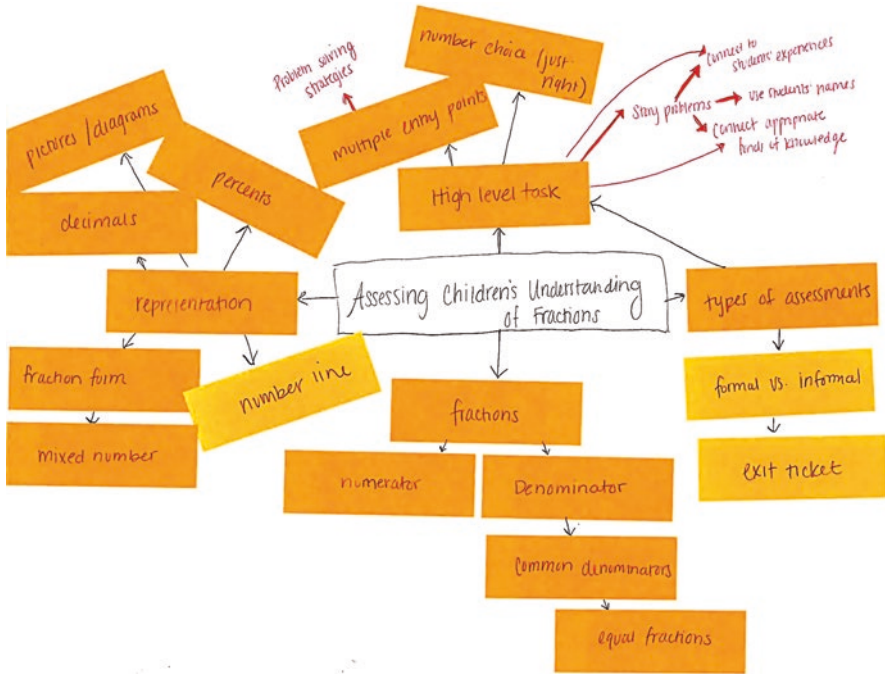 number choice (just-
right)
Problem solving
strategies
multiple entry points
High level task
Story problems
Connect to
students' experiences
use students' names
Connect appropriate
funds of knowledge
pictures/diagrams
percents
decimals
representation
fraction form
mixed number
number line
Assessing Children's Understanding
of Fractions
types of assessments
formal vs. informal
exit ticket
fractions
numerator
Denominator
Common denominators
equal fractions